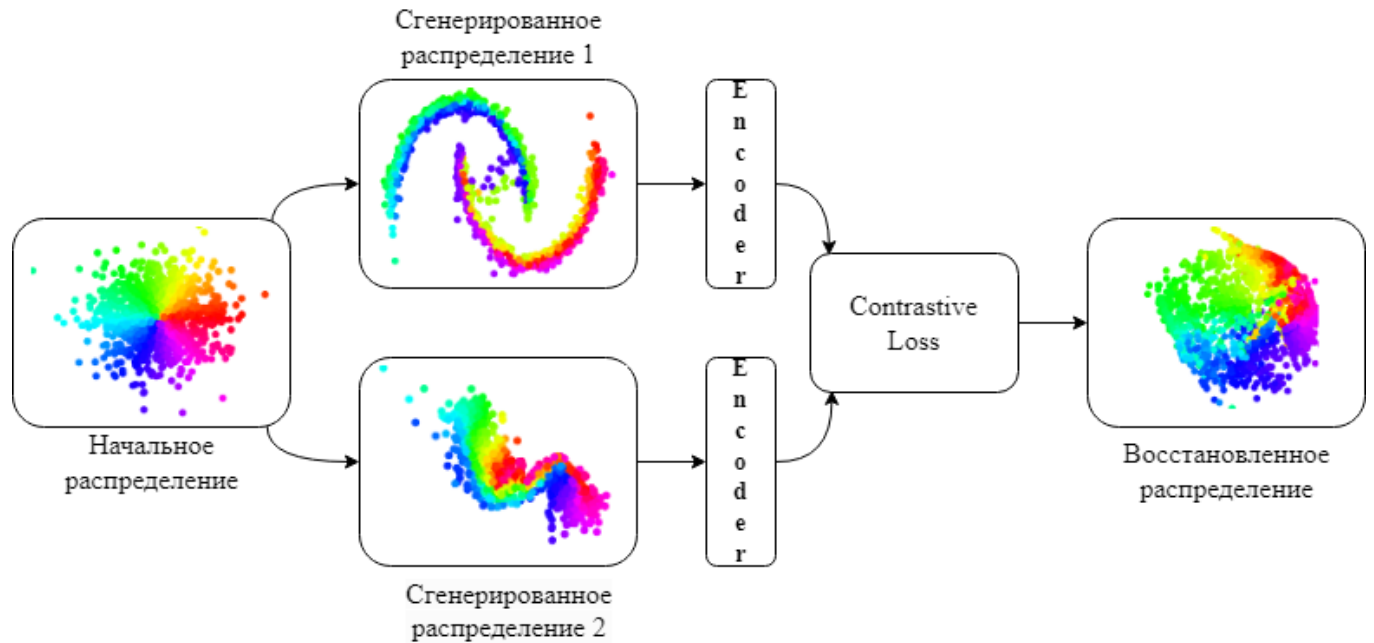 Сгенерированное
распределение 1
E
n
c
o
d
e
r
Начальное
распределение
Contrastive
Loss
E
n
c
o
d
e
r
Восстановленное
распределение
Сгенерированное
распределение 2